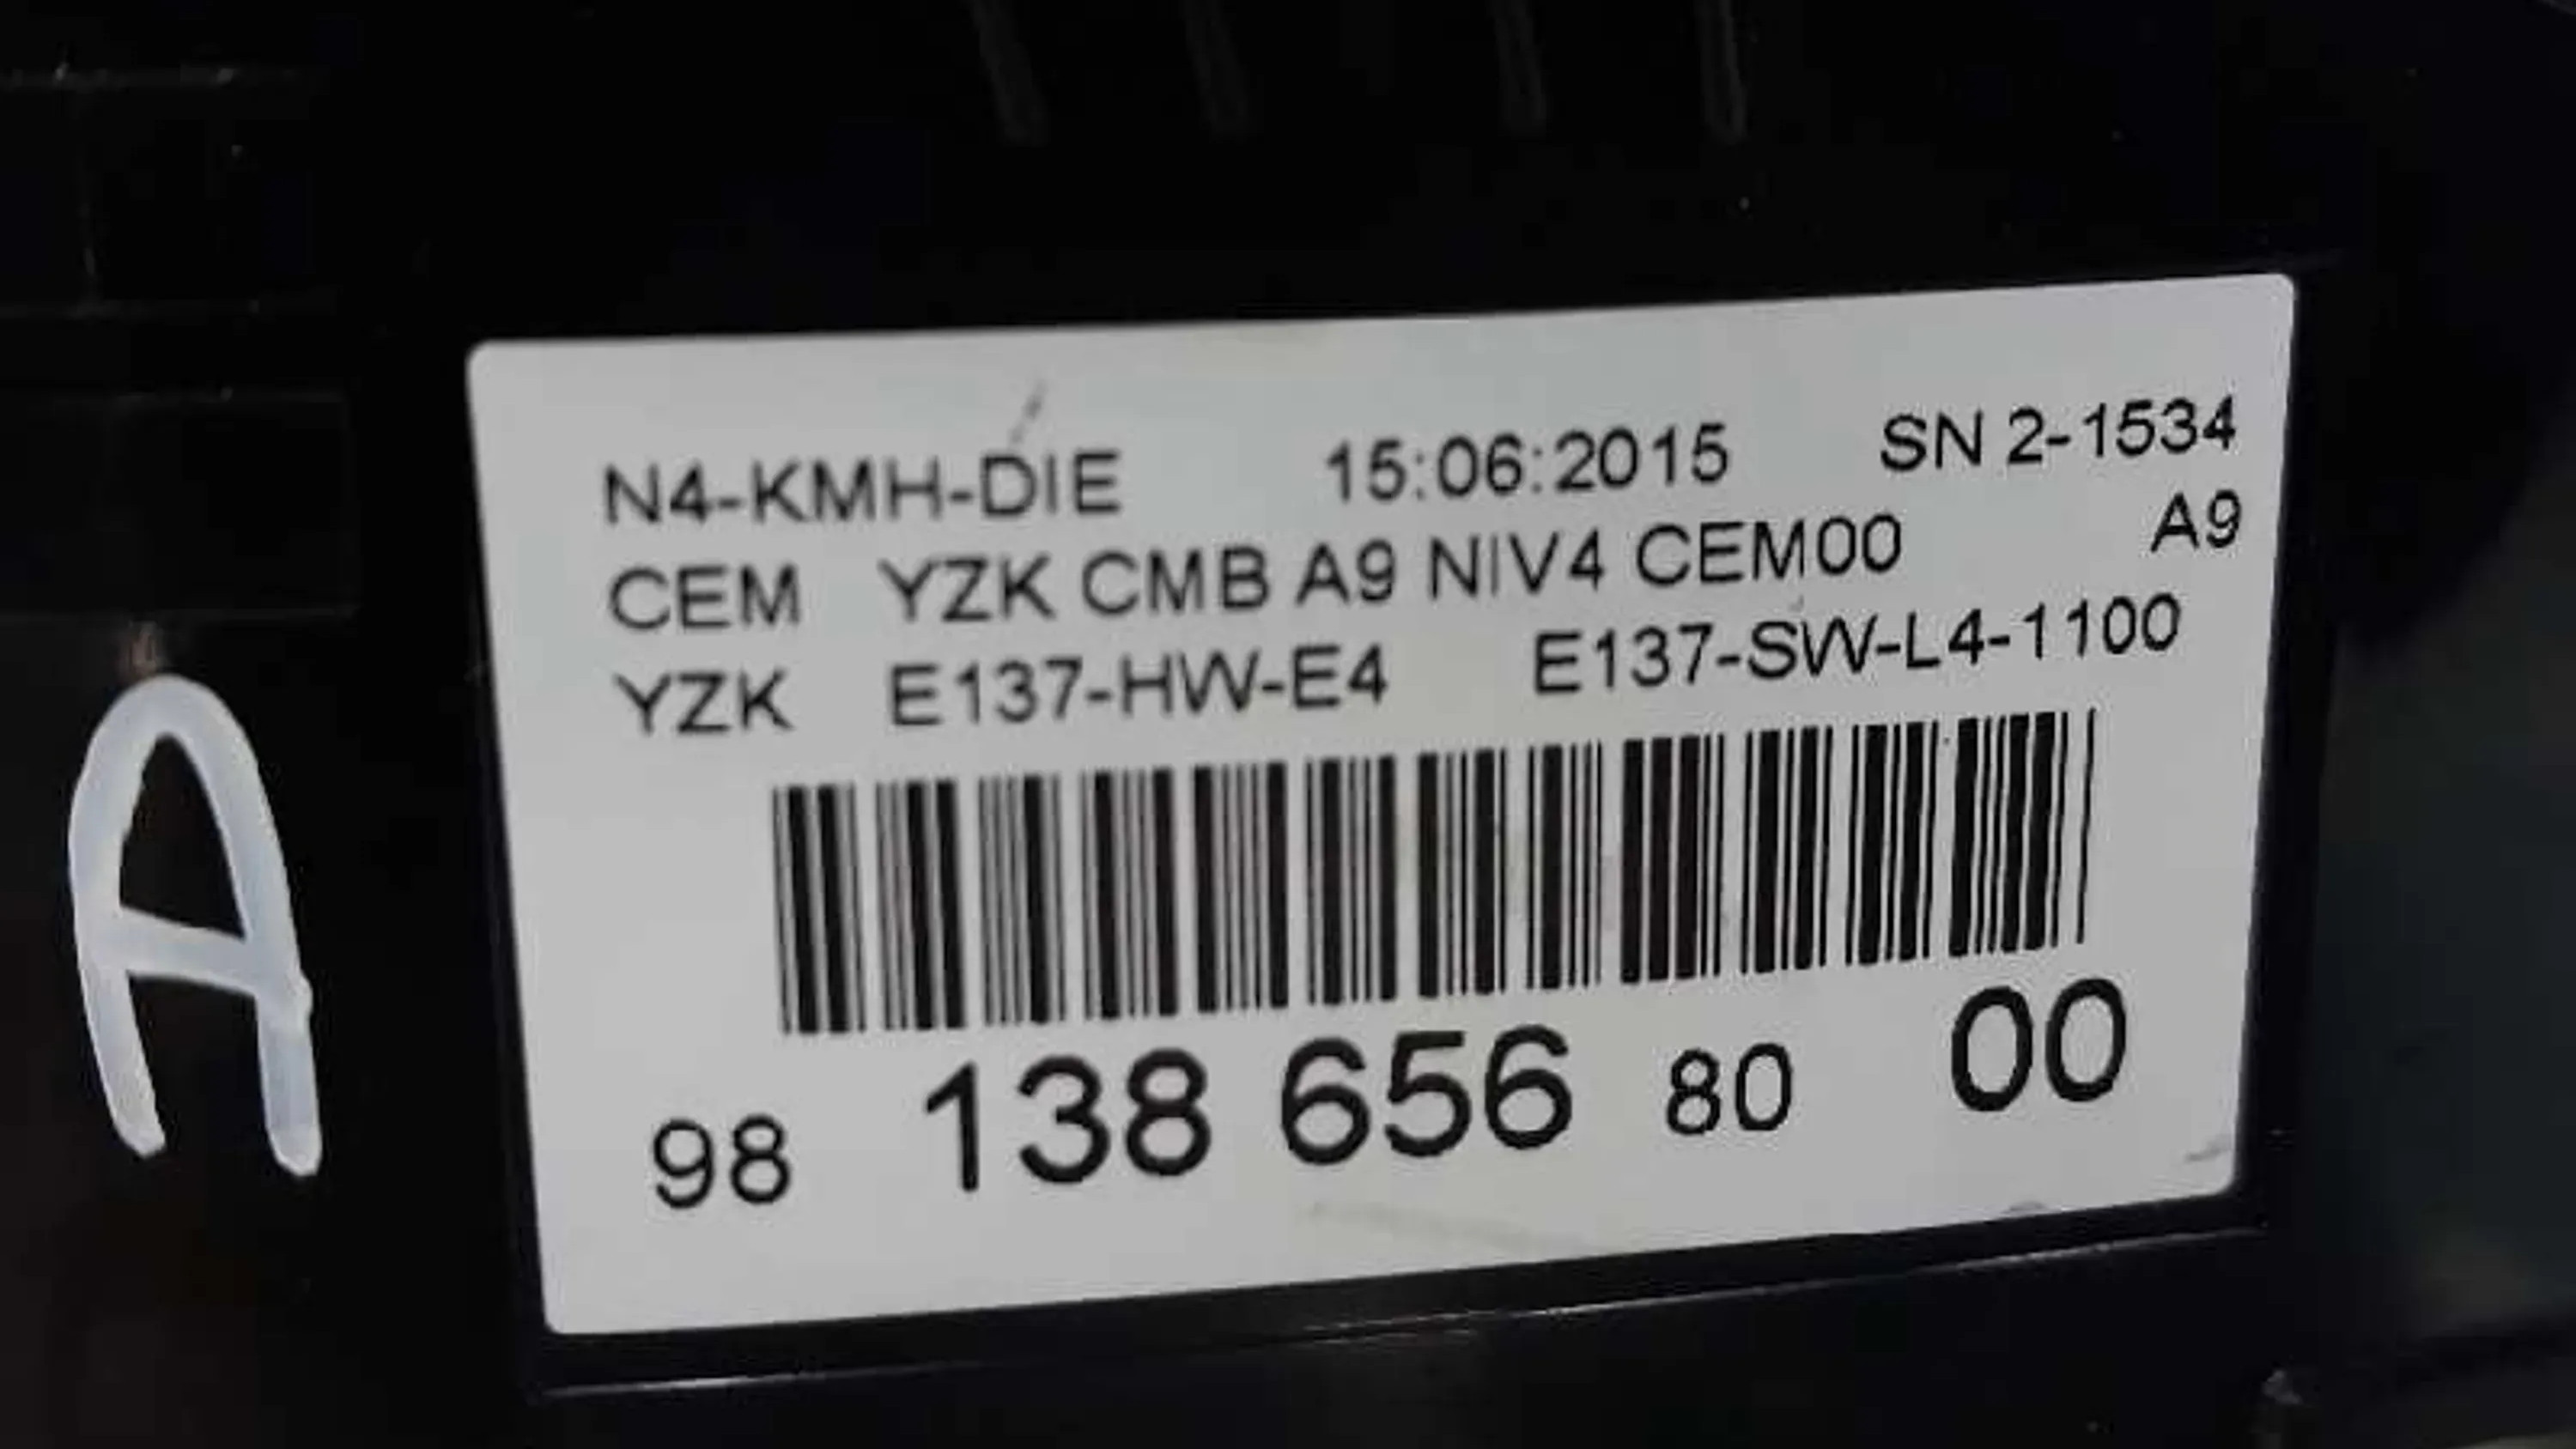 N4-KMH-DIE 15:06:2015 SN 2-1534
CEM YZK CMB A9 NIV4 CEM00 A9
YZK E137-HW-E4 E137-SW-L4-1100
98 138 656 80 00
A